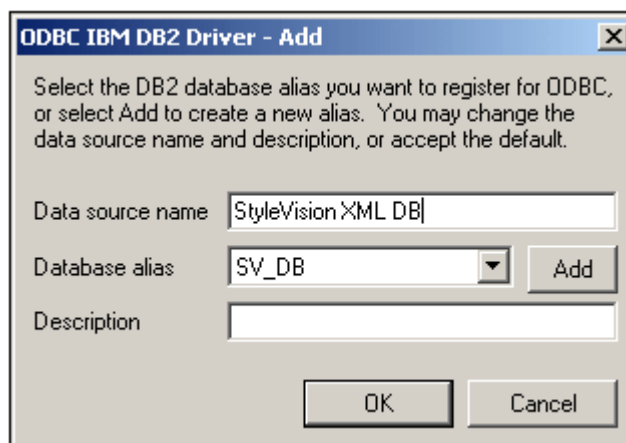 ODBC IBM DB2 Driver - Add
Select the DB2 database alias you want to register for ODBC,
or select Add to create a new alias. You may change the
data source name and description, or accept the default.
Data source name StyleVision XML DB
Database alias SV_DB Add
Description
OK Cancel